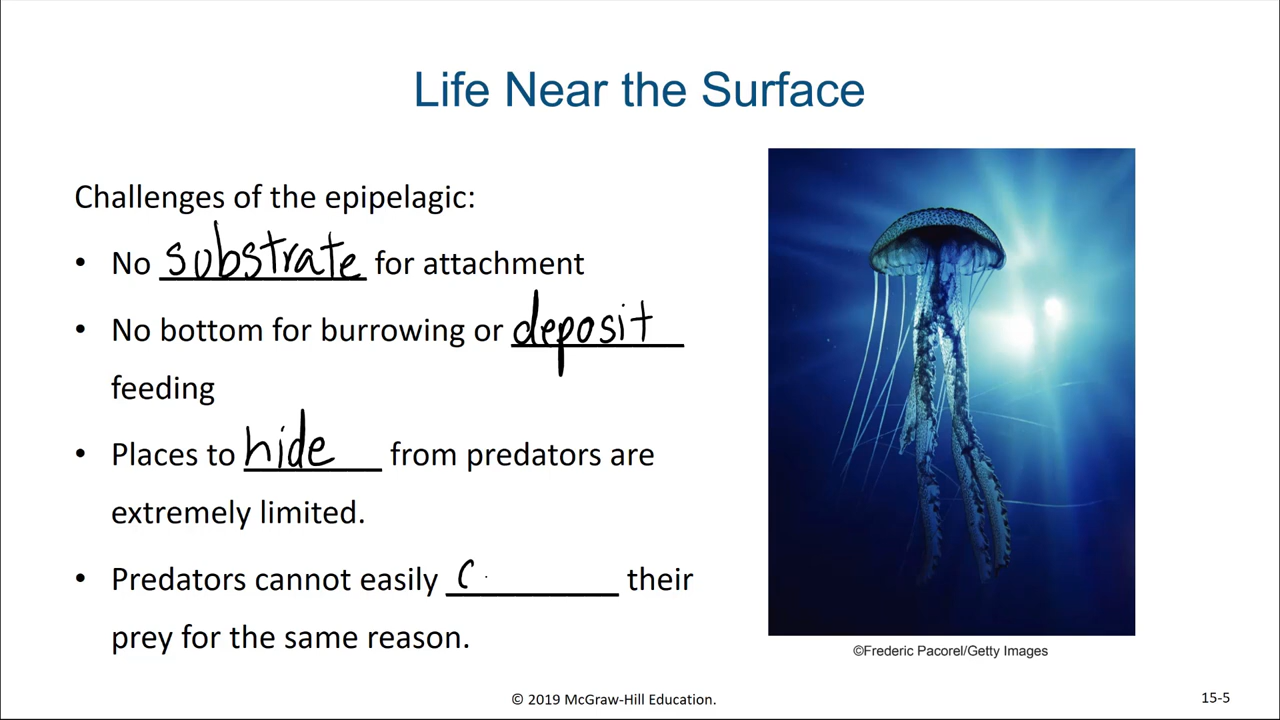 Life Near the Surface
Challenges of the epipelagic:
• No substrate for attachment
• No bottom for burrowing or deposit
feeding
• Places to hide from predators are
extremely limited.
• Predators cannot easily C their
prey for the same reason.
©Frederic Pacorel/Getty Images
© 2019 McGraw-Hill Education.
15-5